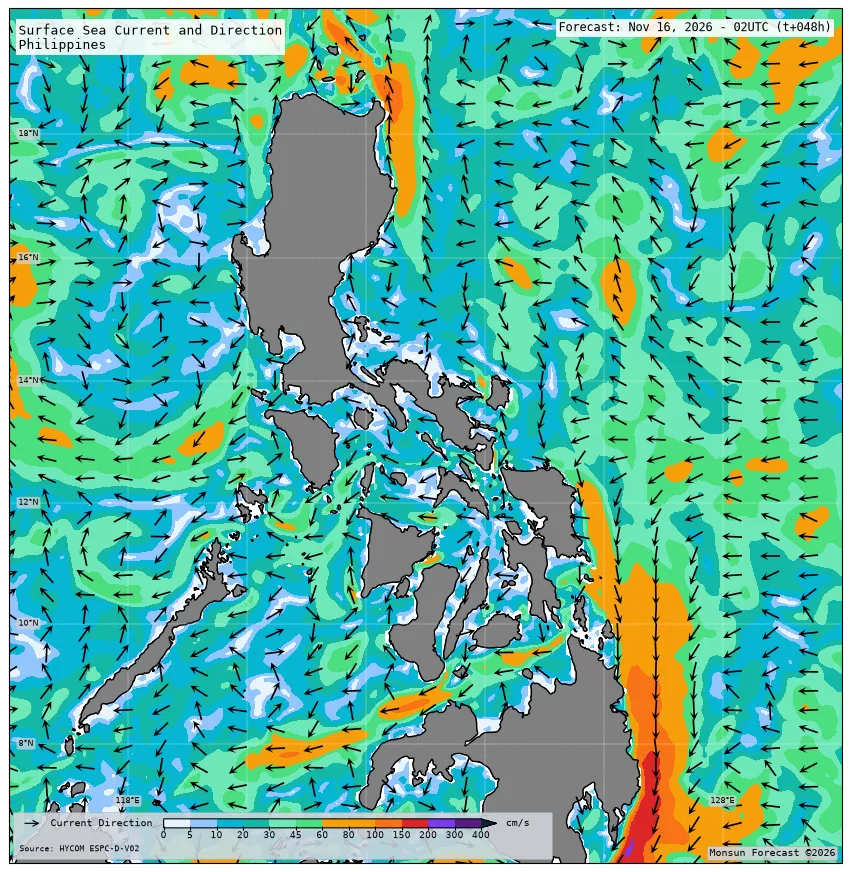 Surface Sea Current and Direction
Philippines
Forecast: Nov 16, 2026 - 02UTC (t+048h)
18°N
16°N
14°N
12°N
10°N
8°N
118°E
128°E
Current Direction
cm/s
0 5 10 20 30 45 60 80 100 150 200 300 400
Source: HYCOM ESPC-D-V02
Monsun Forecast ©2026